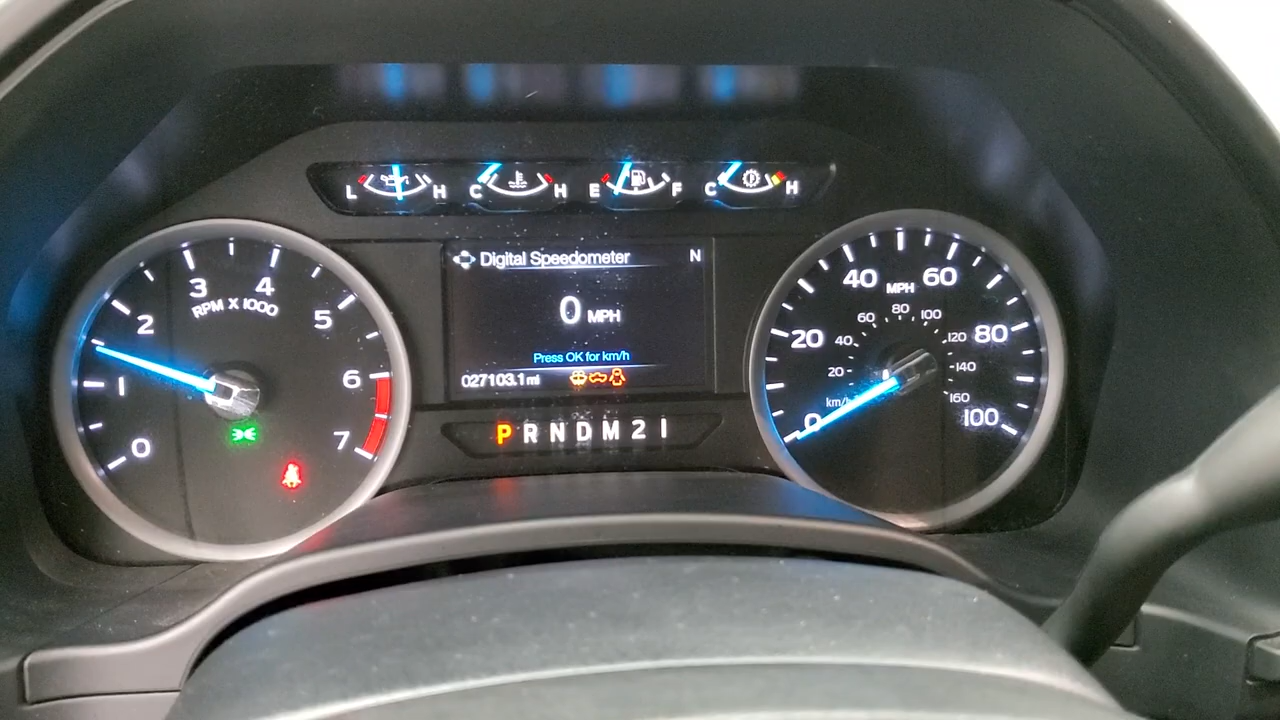 L H C H E F C H
Digital Speedometer N
0 MPH
Press OK for km/h
027103.1 mi
P R N D M 2 1
0 1 2 3 4 5 6 7
RPM X 1000
0 20 40 60 80 100
MPH
20 40 60 80 100 120 140 160
km/h